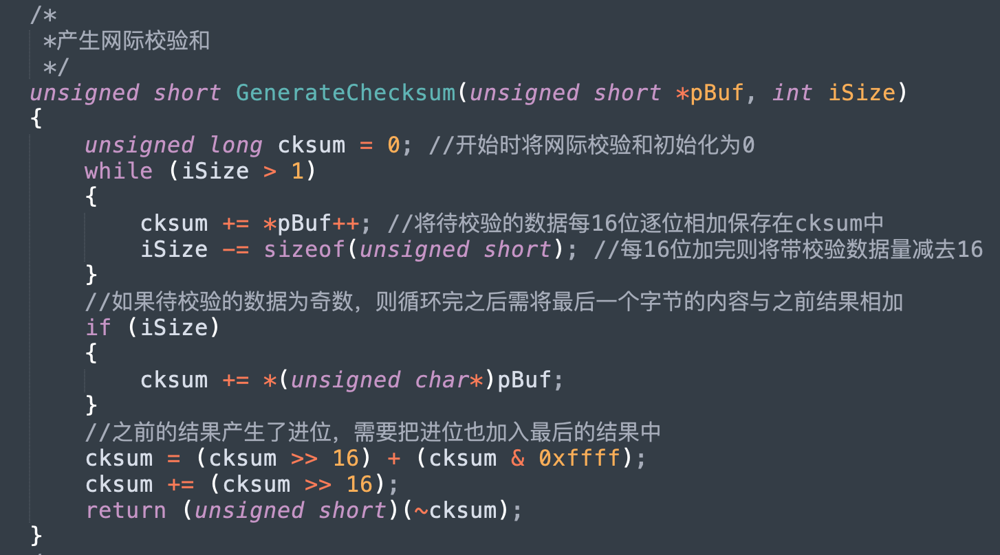 /*
 *产生网际校验和
 */
unsigned short GenerateChecksum(unsigned short *pBuf, int iSize)
{
    unsigned long cksum = 0; //开始时将网际校验和初始化为0
    while (iSize > 1)
    {
        cksum += *pBuf++; //将待校验的数据每16位逐位相加保存在cksum中
        iSize -= sizeof(unsigned short); //每16位加完则将带校验数据量减去16
    }
    //如果待校验的数据为奇数，则循环完之后需将最后一个字节的内容与之前结果相加
    if (iSize)
    {
        cksum += *(unsigned char*)pBuf;
    }
    //之前的结果产生了进位，需要把进位也加入最后的结果中
    cksum = (cksum >> 16) + (cksum & 0xffff);
    cksum += (cksum >> 16);
    return (unsigned short)(~cksum);
}